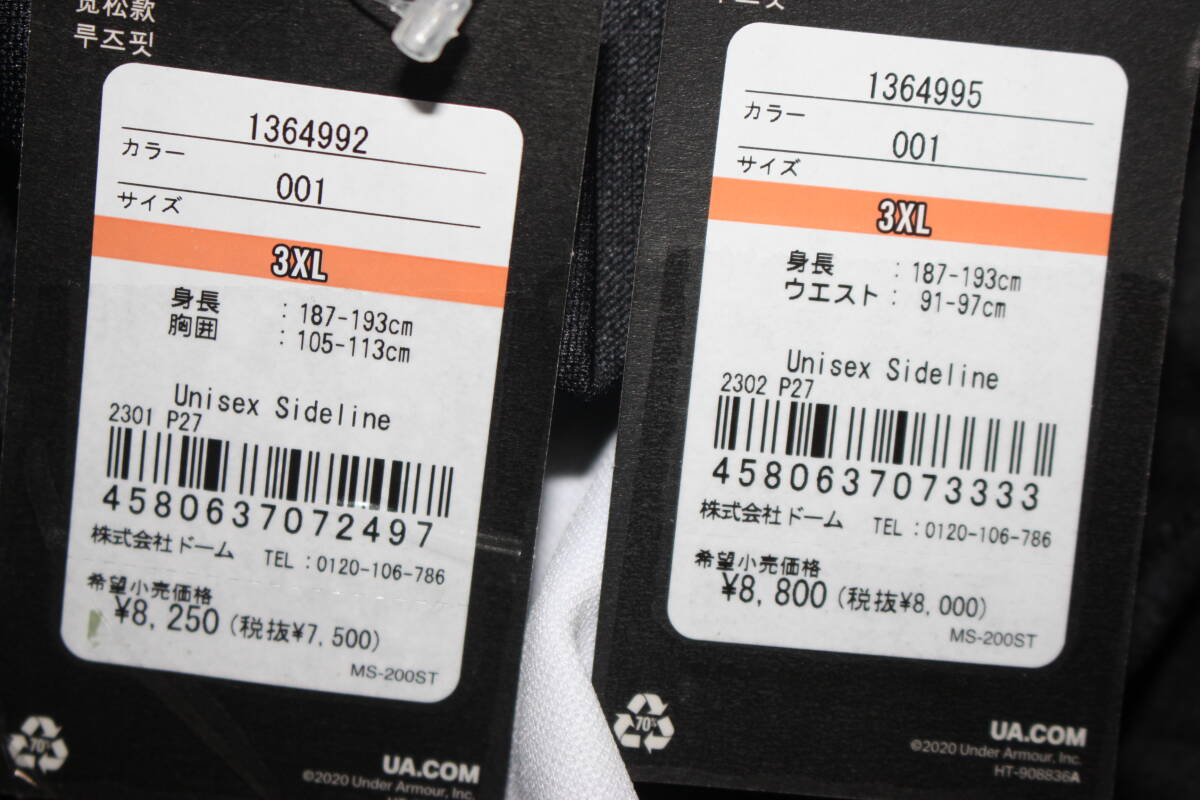 宽松款
루즈핏
1364992
カラー
001
サイズ
3XL
身長 : 187-193cm
胸囲 : 105-113cm
Unisex Sideline
2301 P27
4580637072497
株式会社ドーム TEL:0120-106-786
希望小売価格
¥8,250(税抜¥7,500)
MS-200ST
70%
UA.COM
©2020 Under Armour, Inc.
루즈핏
1364995
カラー
001
サイズ
3XL
身長 : 187-193cm
ウエスト : 91-97cm
Unisex Sideline
2302 P27
4580637073333
株式会社ドーム TEL:0120-106-786
希望小売価格
¥8,800(税抜¥8,000)
MS-200ST
70%
UA.COM
©2020 Under Armour, Inc.
HT-908836A